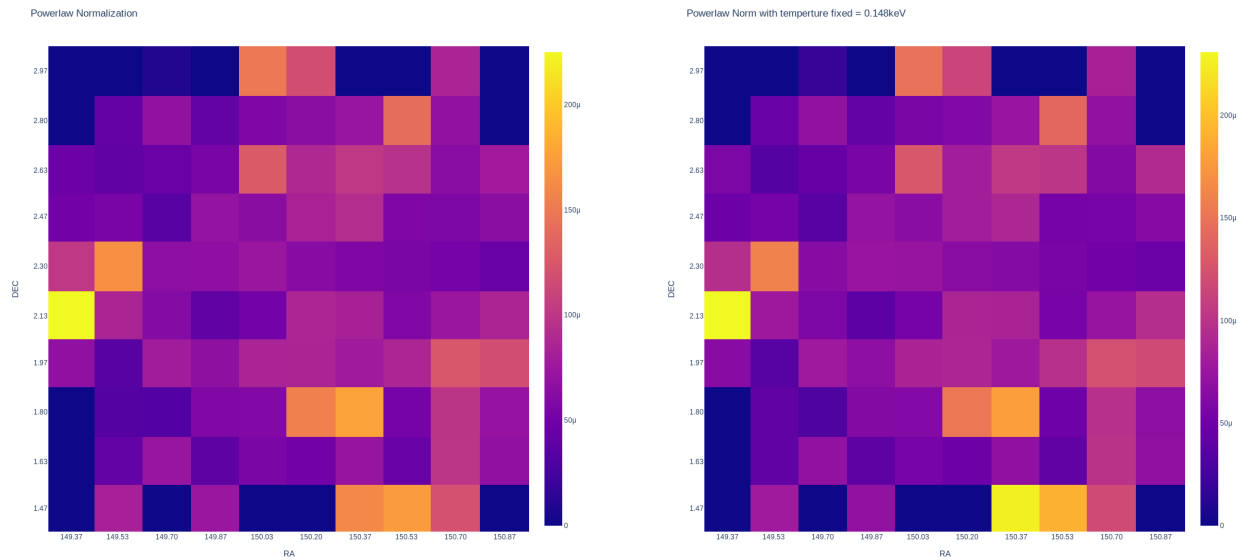 Powerlaw Normalization
2.97
2.80
2.63
2.47
2.30
2.13
1.97
1.80
1.63
1.47
DEC
149.37 149.53 149.70 149.87 150.03 150.20 150.37 150.53 150.70 150.87
RA
200μ
150μ
100μ
50μ
0
Powerlaw Norm with temperture fixed = 0.148keV
2.97
2.80
2.63
2.47
2.30
2.13
1.97
1.80
1.63
1.47
DEC
149.37 149.53 149.70 149.87 150.03 150.20 150.37 150.53 150.70 150.87
RA
200μ
150μ
100μ
50μ
0